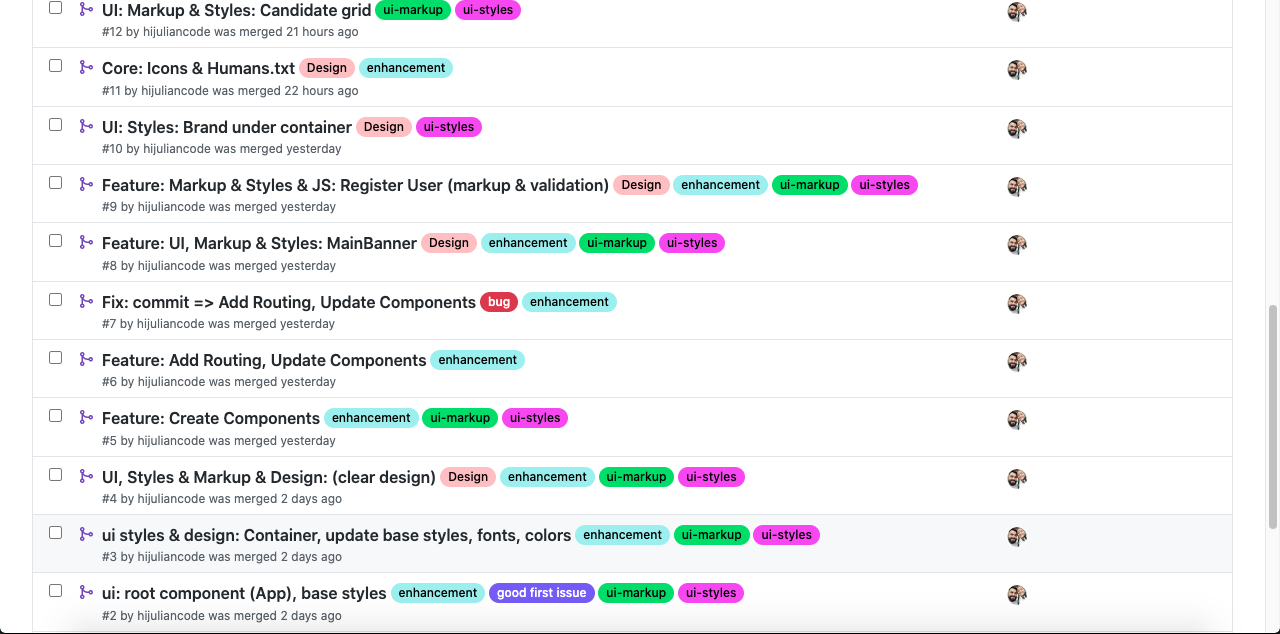 UI: Markup & Styles: Candidate grid ui-markup ui-styles
#12 by hijuliancode was merged 21 hours ago
Core: Icons & Humans.txt Design enhancement
#11 by hijuliancode was merged 22 hours ago
UI: Styles: Brand under container Design ui-styles
#10 by hijuliancode was merged yesterday
Feature: Markup & Styles & JS: Register User (markup & validation) Design enhancement ui-markup ui-styles
#9 by hijuliancode was merged yesterday
Feature: UI, Markup & Styles: MainBanner Design enhancement ui-markup ui-styles
#8 by hijuliancode was merged yesterday
Fix: commit => Add Routing, Update Components bug enhancement
#7 by hijuliancode was merged yesterday
Feature: Add Routing, Update Components enhancement
#6 by hijuliancode was merged yesterday
Feature: Create Components enhancement ui-markup ui-styles
#5 by hijuliancode was merged yesterday
UI, Styles & Markup & Design: (clear design) Design enhancement ui-markup ui-styles
#4 by hijuliancode was merged 2 days ago
ui styles & design: Container, update base styles, fonts, colors enhancement ui-markup ui-styles
#3 by hijuliancode was merged 2 days ago
ui: root component (App), base styles enhancement good first issue ui-markup ui-styles
#2 by hijuliancode was merged 2 days ago